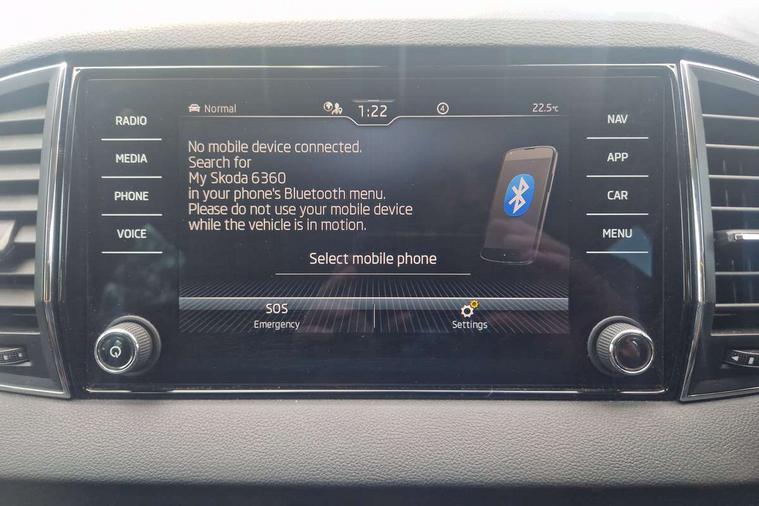 Normal
1:22
4
22.5°C
RADIO
MEDIA
PHONE
VOICE
No mobile device connected.
Search for
My Skoda 6360
in your phone's Bluetooth menu.
Please do not use your mobile device
while the vehicle is in motion.
Select mobile phone
SOS
Emergency
Settings
NAV
APP
CAR
MENU